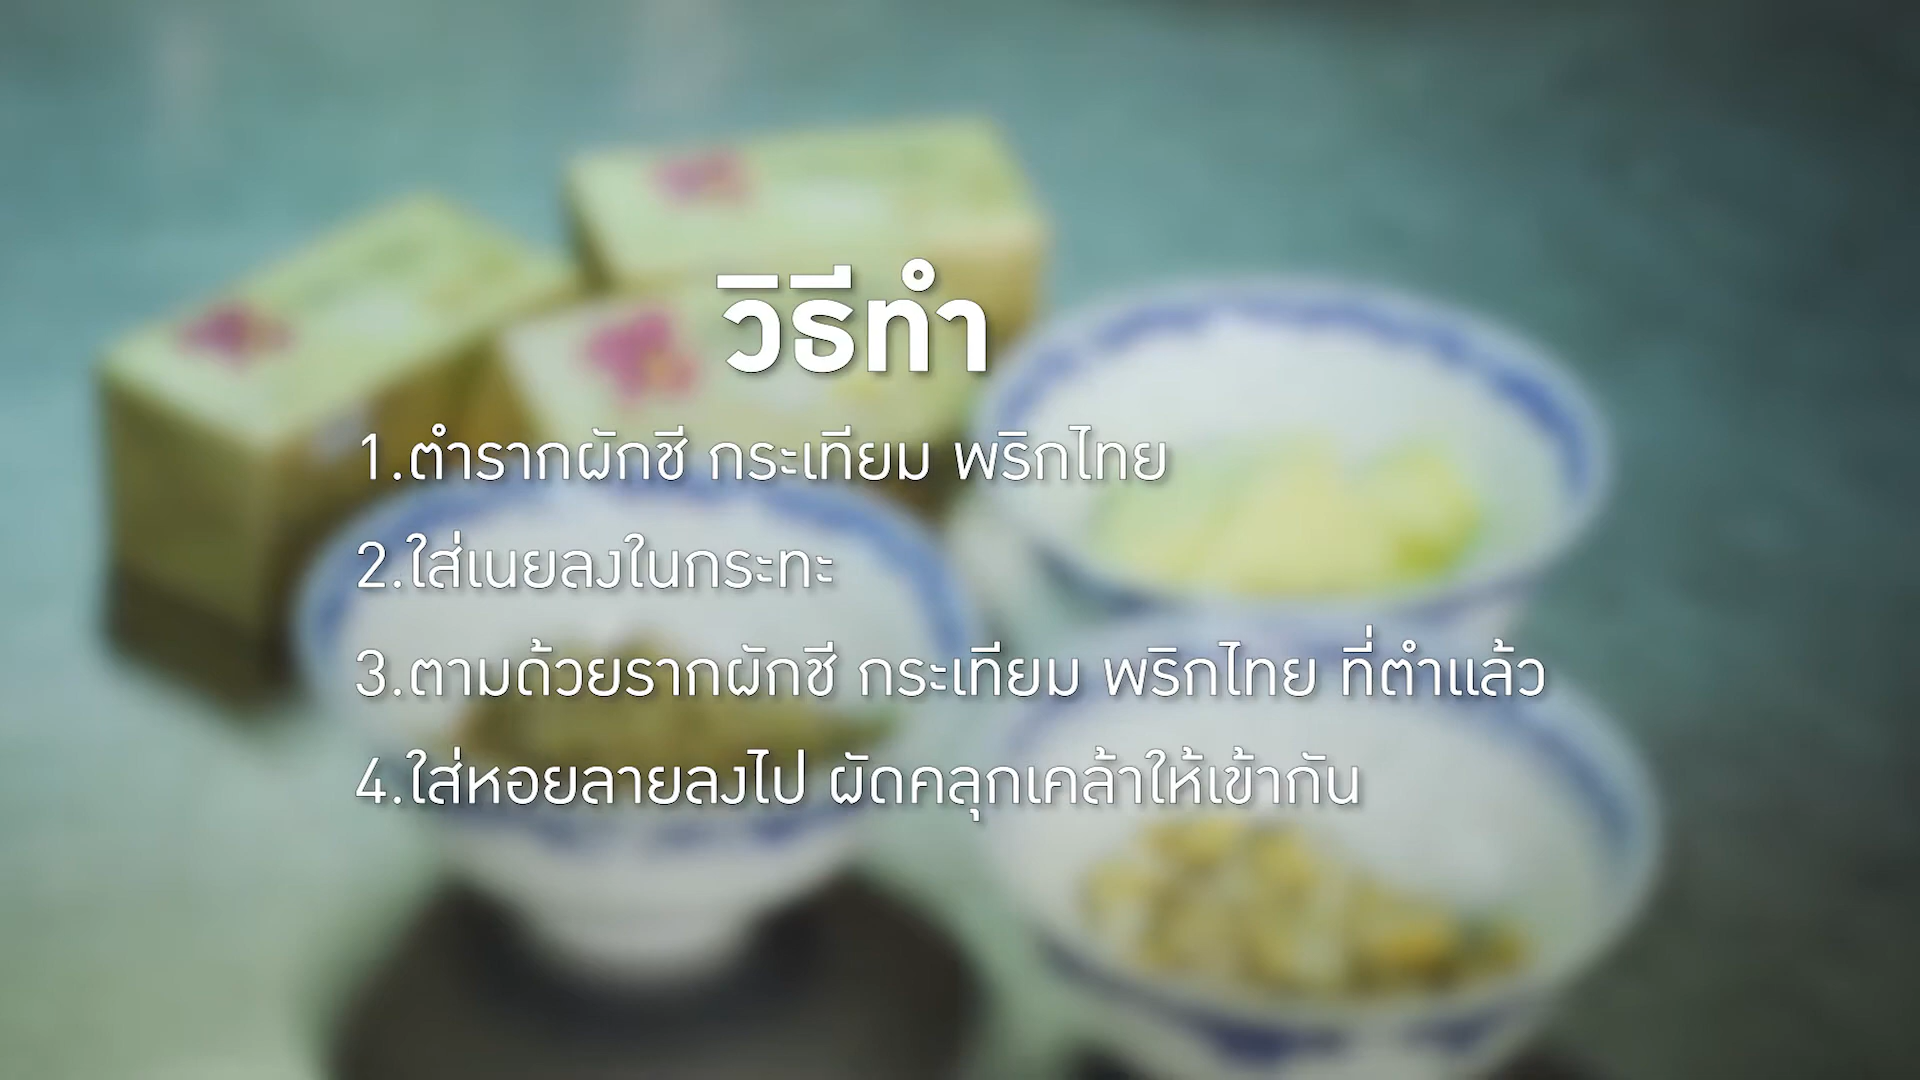 วิธีทำ
1.ตำรากผักชี กระเทียม พริกไทย
2.ใส่เนยลงในกระทะ
3.ตามด้วยรากผักชี กระเทียม พริกไทย ที่ตำแล้ว
4.ใส่หอยลายลงไป ผัดคลุกเคล้าให้เข้ากัน